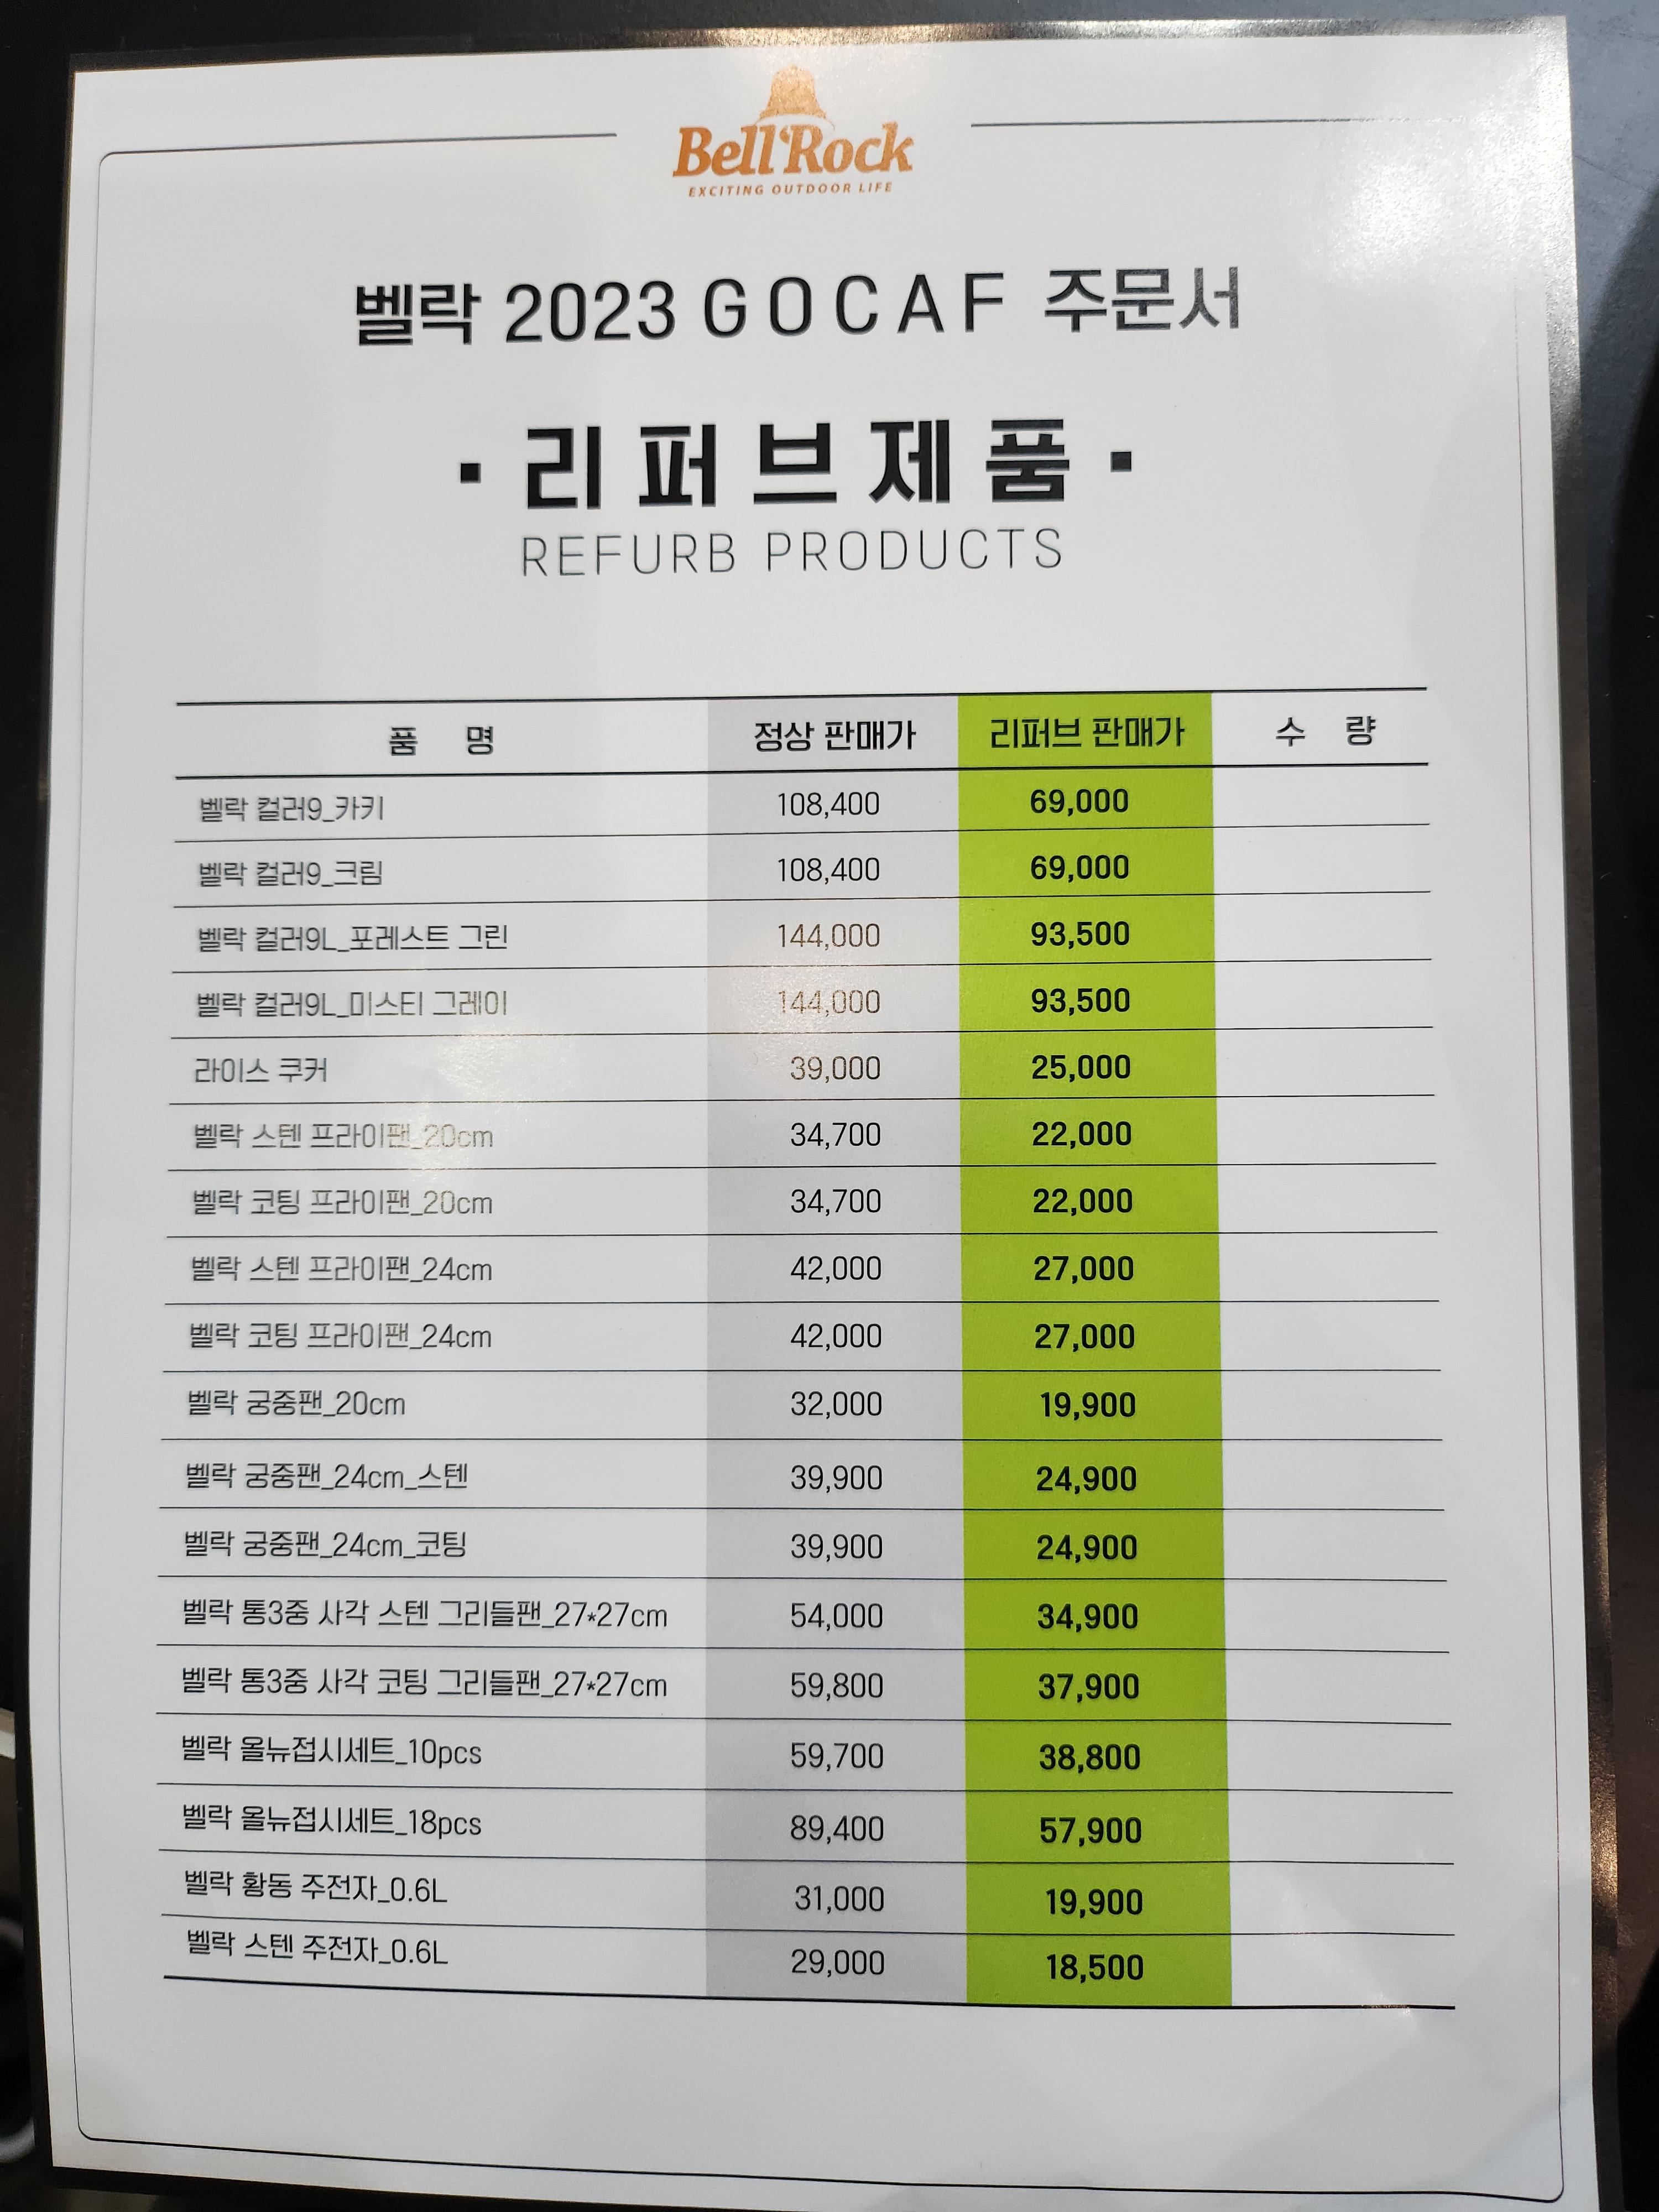 Bell'Rock
EXCITING OUTDOOR LIFE
벨락 2023 GOCAF 주문서
· 리퍼브제품 ·
REFURB PRODUCTS
품 명 정상 판매가 리퍼브 판매가 수 량
벨락 컬러9_카키 108,400 69,000
벨락 컬러9_크림 108,400 69,000
벨락 컬러9L_포레스트 그린 144,000 93,500
벨락 컬러9L_미스티 그레이 144,000 93,500
라이스 쿠커 39,000 25,000
벨락 스텐 프라이팬_20cm 34,700 22,000
벨락 코팅 프라이팬_20cm 34,700 22,000
벨락 스텐 프라이팬_24cm 42,000 27,000
벨락 코팅 프라이팬_24cm 42,000 27,000
벨락 궁중팬_20cm 32,000 19,900
벨락 궁중팬_24cm_스텐 39,900 24,900
벨락 궁중팬_24cm_코팅 39,900 24,900
벨락 통3중 사각 스텐 그리들팬_27*27cm 54,000 34,900
벨락 통3중 사각 코팅 그리들팬_27*27cm 59,800 37,900
벨락 올뉴접시세트_10pcs 59,700 38,800
벨락 올뉴접시세트_18pcs 89,400 57,900
벨락 황동 주전자_0.6L 31,000 19,900
벨락 스텐 주전자_0.6L 29,000 18,500